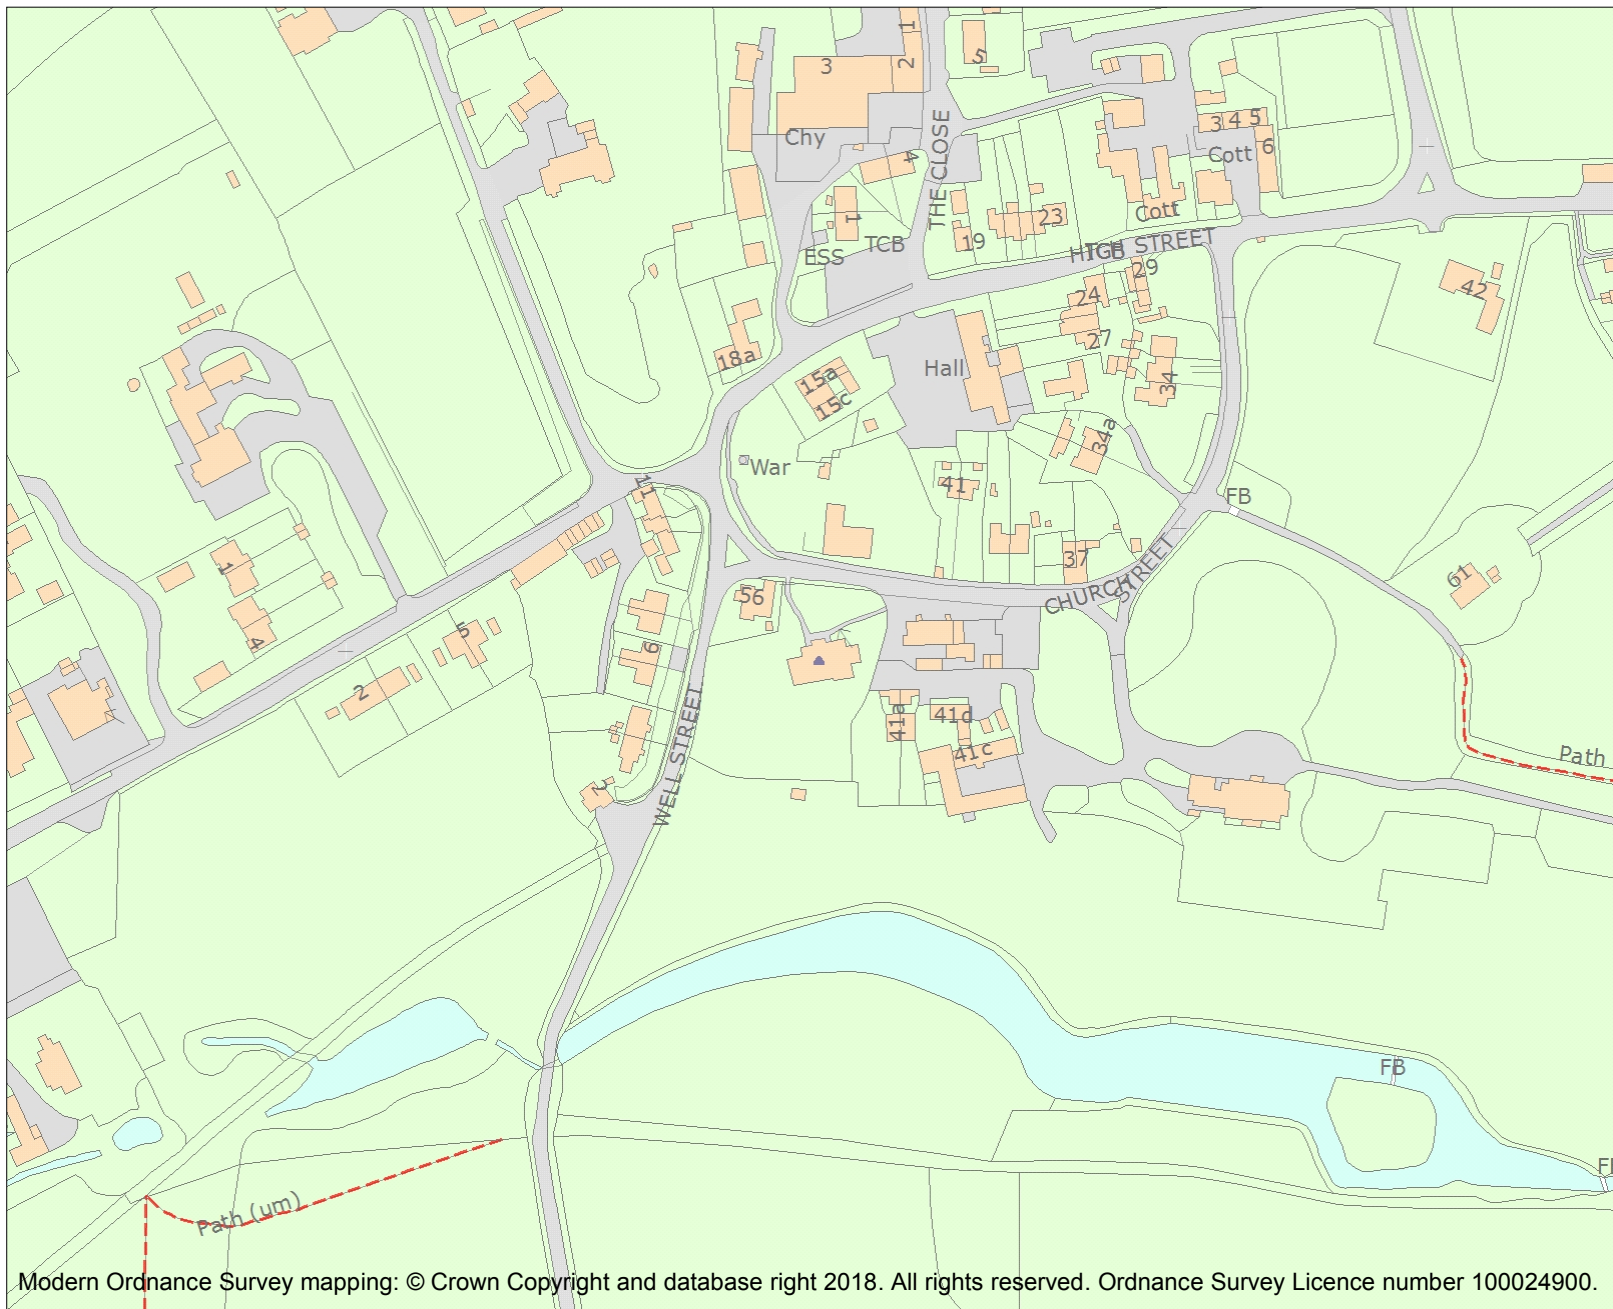 1
2
3
5
Chy
4
THE CLOSE
3 4 5
Cott
6
1
23
Cott
19
TCB
ESS
HIGH STREET
29
24
42
27
18a
15a
15c
Hall
34
34a
War
41
11
FB
1
37
CHURCH
STREET
61
56
4
5
6
2
41a
41d
41c
WELL STREET
2
Path
FB
Path (um)
Modern Ordnance Survey mapping: © Crown Copyright and database right 2018. All rights reserved. Ordnance Survey Licence number 100024900.